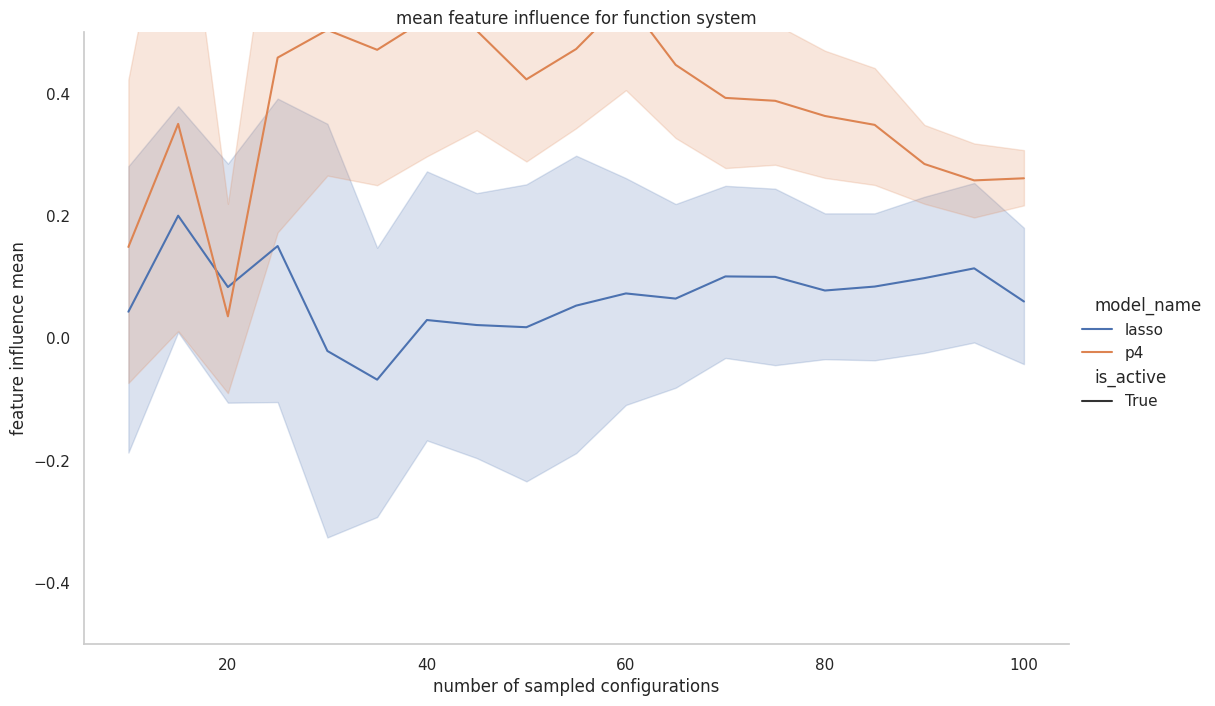 mean feature influence for function system
feature influence mean
0.4
0.2
0.0
−0.2
−0.4
20
40
60
80
100
number of sampled configurations
model_name
lasso
p4
is_active
True